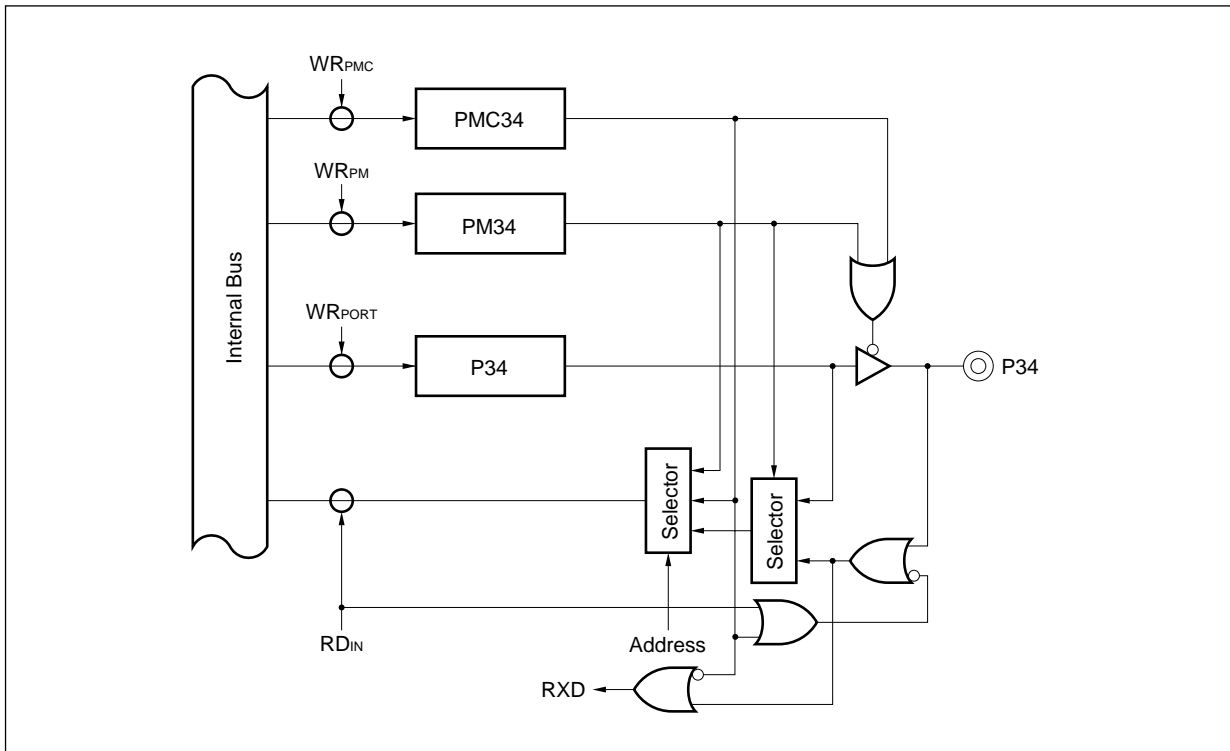 WRPMC
PMC34
WRPM
PM34
Internal Bus
WRPORT
P34
P34
Selector
Selector
RDIN
Address
RXD